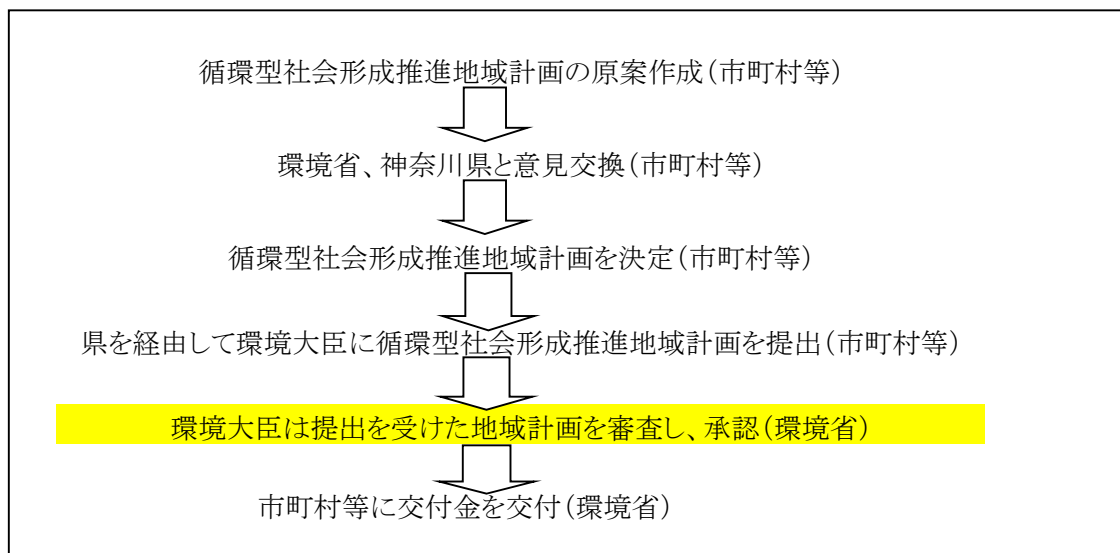 循環型社会形成推進地域計画の原案作成（市町村等）
環境省、神奈川県と意見交換（市町村等）
循環型社会形成推進地域計画を決定（市町村等）
県を経由して環境大臣に循環型社会形成推進地域計画を提出（市町村等）
環境大臣は提出を受けた地域計画を審査し、承認（環境省）
市町村等に交付金を交付（環境省）